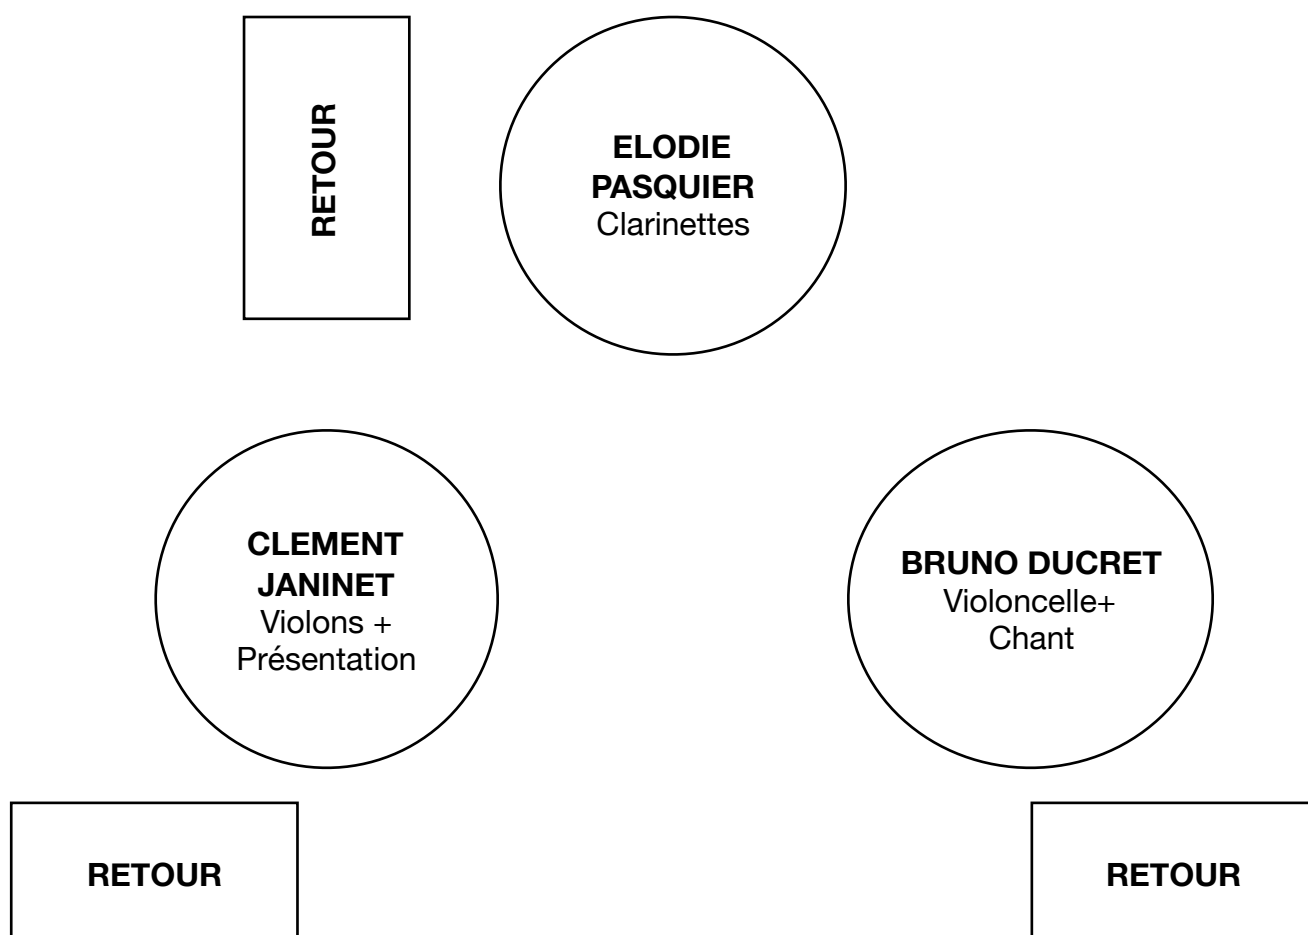 RETOUR
ELODIE
PASQUIER
Clarinettes
CLEMENT
JANINET
Violons +
Présentation
BRUNO DUCRET
Violoncelle+
Chant
RETOUR
RETOUR